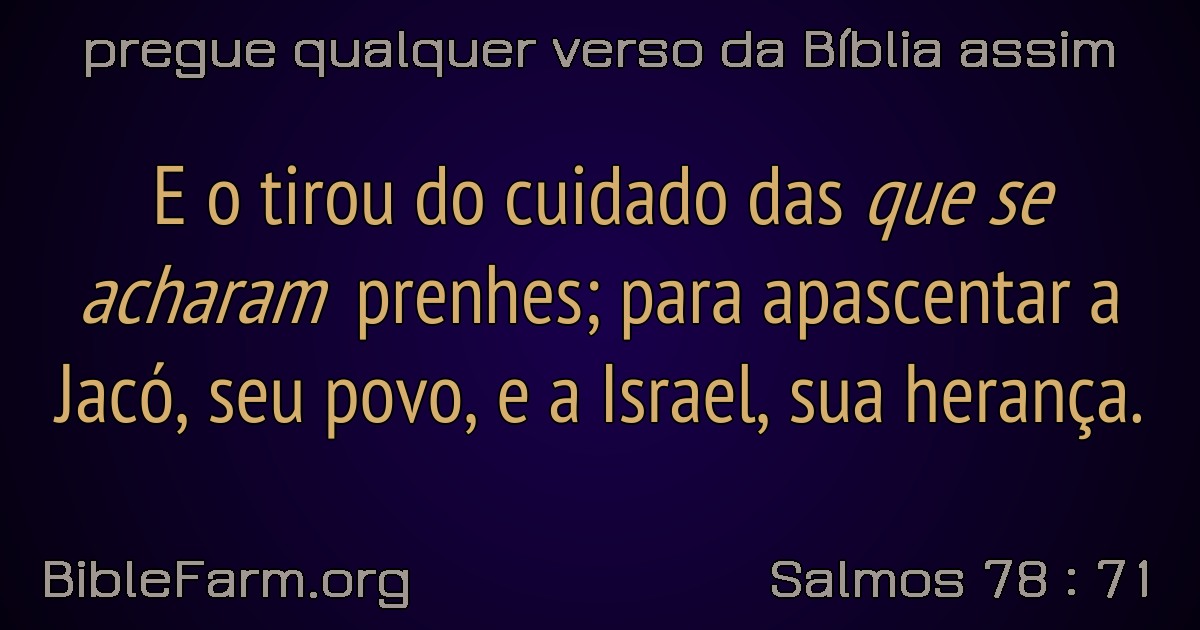 pregue qualquer verso da Bíblia assim
E o tirou do cuidado das que se
acharam prenhes; para apascentar a
Jacó, seu povo, e a Israel, sua herança.
BibleFarm.org
Salmos 78 : 71